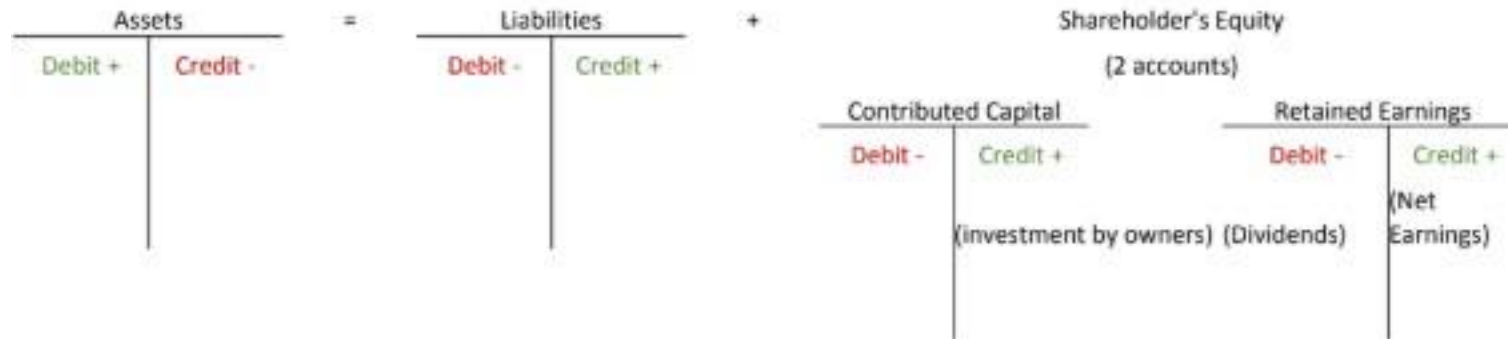 Assets = Liabilities + Shareholder's Equity
Debit + Credit - Debit - Credit + (2 accounts)
Contributed Capital Retained Earnings
Debit - Credit + Debit - Credit +
(Net
(investment by owners) (Dividends) Earnings)